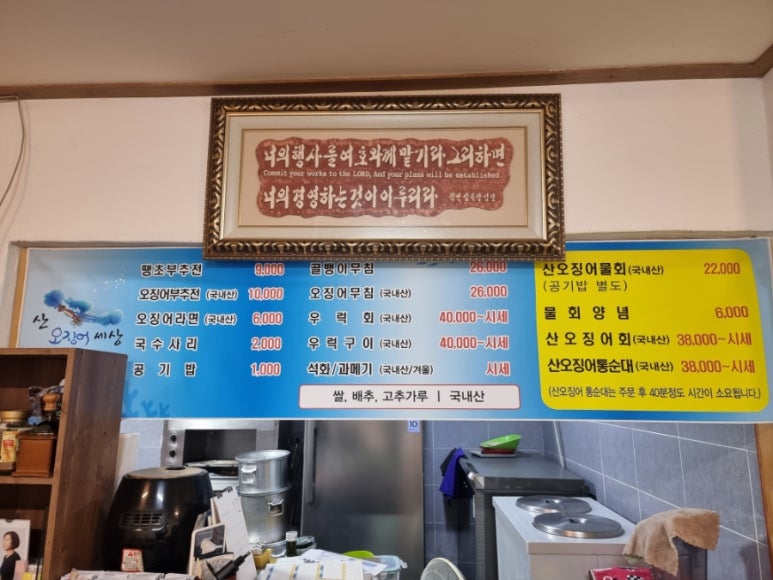 너의 행사를 여호와께 맡기라 그리하면
Commit your works to the LORD, And your plans will be established.
너의 경영하는 것이 이루리라
산 오징어 세상
땡초부추전 9,000
오징어부추전 (국내산) 10,000
오징어라면 (국내산) 6,000
국수사리 2,000
공기밥 1,000
골뱅이무침 26,000
오징어무침 (국내산) 26,000
우럭회 (국내산) 40,000~시세
우럭구이 (국내산) 40,000~시세
석화/과메기 (국내산/겨울) 시세
쌀, 배추, 고추가루 | 국내산
산오징어물회 (국내산) 22,000
(공기밥 별도)
물회양념 6,000
산오징어회 (국내산) 38,000~시세
산오징어통순대 (국내산) 38,000~시세
(산오징어 통순대는 주문 후 40분정도 시간이 소요됩니다.)
10